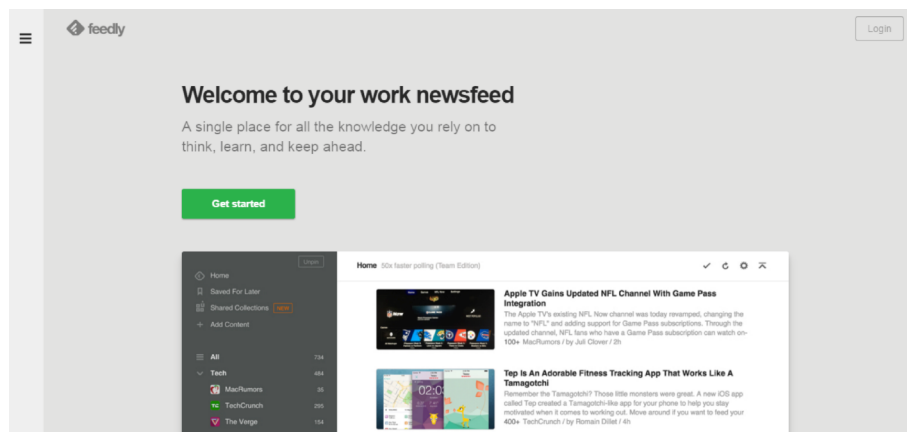 feedly
Login
Welcome to your work newsfeed
A single place for all the knowledge you rely on to
think, learn, and keep ahead.
Get started
Unpin
Home
Saved For Later
Shared Collections NEW
Add Content
All 734
Tech 484
MacRumors 35
TechCrunch 295
The Verge 154
Home 50x faster polling (Team Edition)
Apple TV Gains Updated NFL Channel With Game Pass
Integration
The Apple TV's existing NFL Now channel was today revamped, changing the
name to "NFL" and adding support for Game Pass subscriptions. Through the
updated channel, NFL fans who have a Game Pass subscription can watch on-
100+ MacRumors / by Juli Clover / 2h
Tep Is An Adorable Fitness Tracking App That Works Like A
Tamagotchi
Remember the Tamagotchi? Those little monsters were great. A new iOS app
called Tep created a Tamagotchi-like app for your phone to help you stay
motivated when it comes to working out. Move around if you want to feed your
400+ TechCrunch / by Romain Dillet / 4h